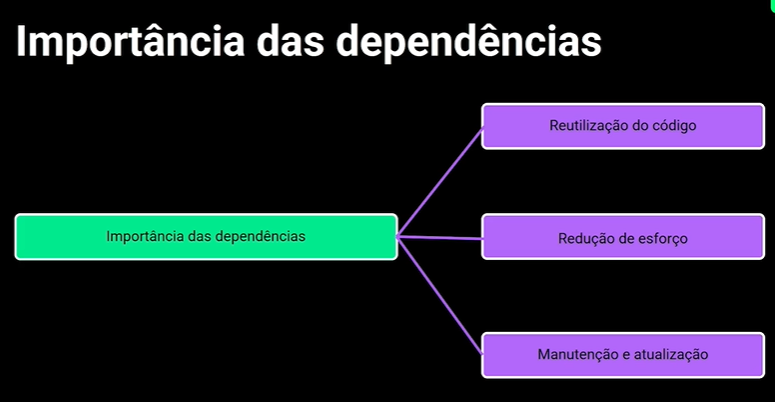 Importância das dependências
Reutilização do código
Importância das dependências
Redução de esforço
Manutenção e atualização